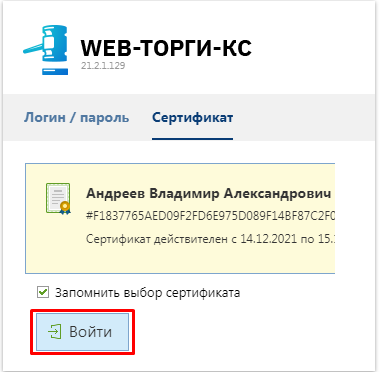 WEB-ТОРГИ-КС
21.2.1.129
Логин / пароль Сертификат
Андреев Владимир Александрович
#F1837765AED09F2FD6E975D089F14BF87C2F0
Сертификат действителен с 14.12.2021 по 15.
Запомнить выбор сертификата
Войти